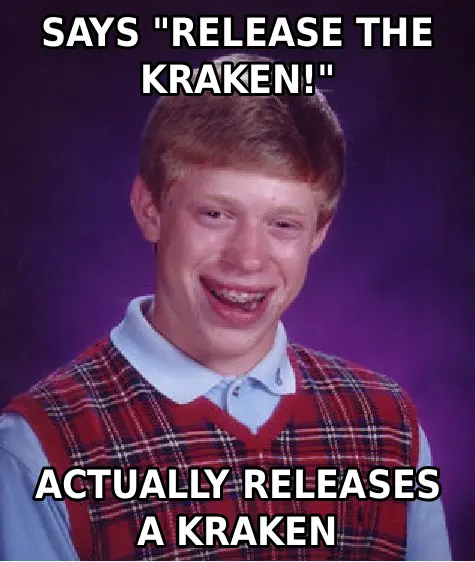 SAYS "RELEASE THE
KRAKEN!"
ACTUALLY RELEASES
A KRAKEN